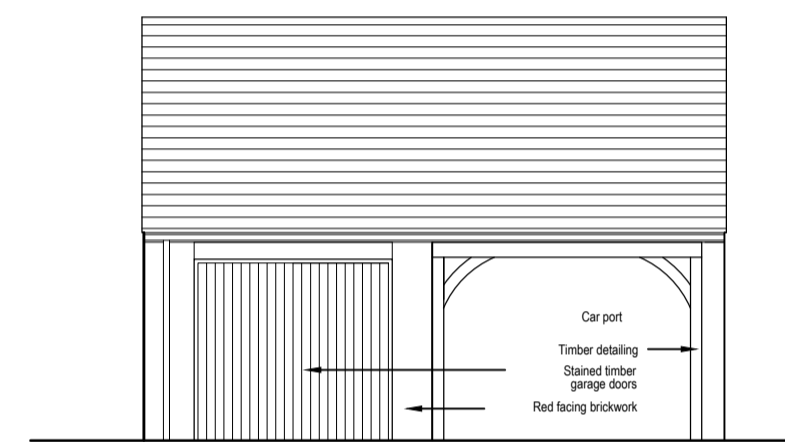 Car port
Timber detailing
Stained timber
garage doors
Red facing brickwork